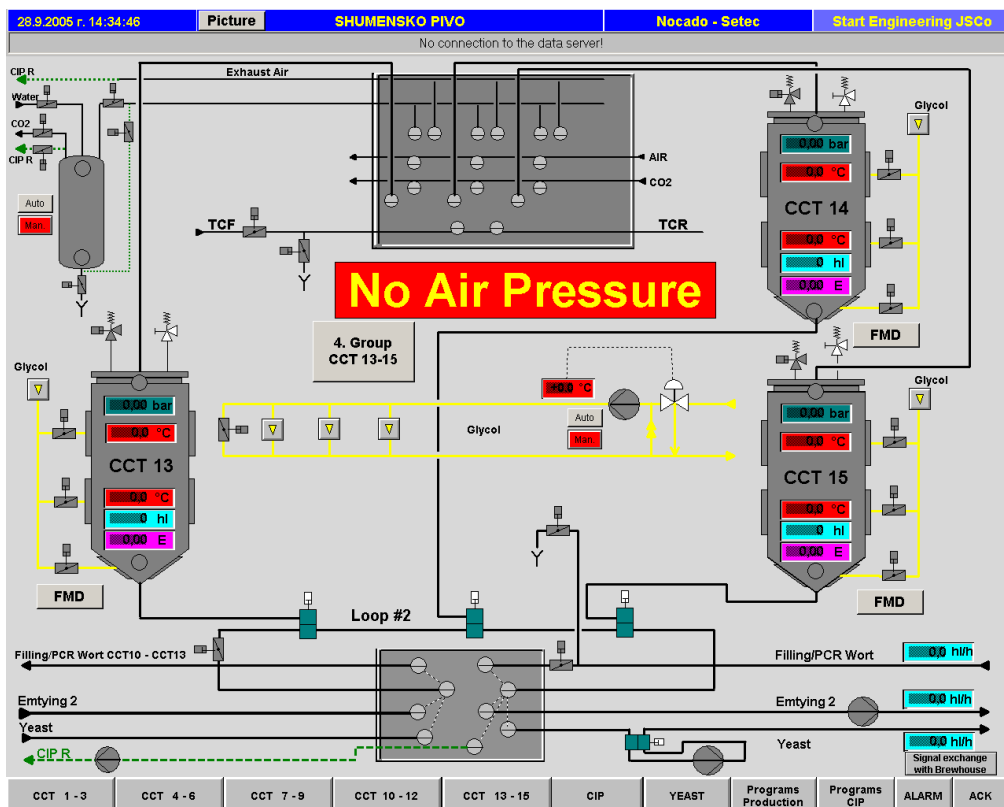 28.9.2005 г. 14:34:46 Picture SHUMENSKO PIVO Nocado - Setec Start Engineering JSCo
No connection to the data server!
CIP R
Exhaust Air
Water
CO2
CIP R
Auto
Man.
AIR
CO2
TCF
TCR
Glycol
0,00 bar
0,0 °C
CCT 14
0,0 °C
0 hl
0,00 E
FMD
No Air Pressure
4. Group
CCT 13-15
Glycol
0,00 bar
0,0 °C
CCT 13
0,0 °C
0 hl
0,00 E
FMD
+0,0 °C
Auto
Man.
Glycol
Glycol
0,00 bar
0,0 °C
CCT 15
0,0 °C
0 hl
0,00 E
FMD
Loop #2
Filling/PCR Wort CCT10 - CCT13
Filling/PCR Wort
0,0 hl/h
Emtying 2
Emtying 2
0,0 hl/h
Yeast
Yeast
0,0 hl/h
CIP R
Signal exchange
with Brewhouse
CCT 1 - 3 CCT 4 - 6 CCT 7 - 9 CCT 10 - 12 CCT 13 - 15 CIP YEAST Programs Production Programs CIP ALARM ACK